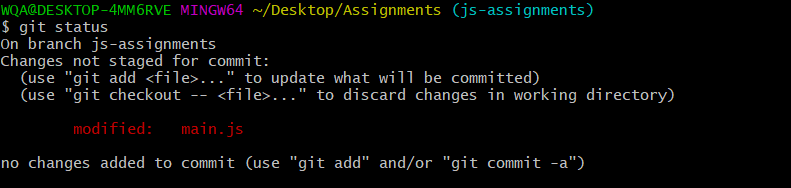 WQA@DESKTOP-4MM6RVE MINGW64 ~/Desktop/Assignments (js-assignments)
$ git status
On branch js-assignments
Changes not staged for commit:
  (use "git add <file>..." to update what will be committed)
  (use "git checkout -- <file>..." to discard changes in working directory)

        modified:   main.js

no changes added to commit (use "git add" and/or "git commit -a")